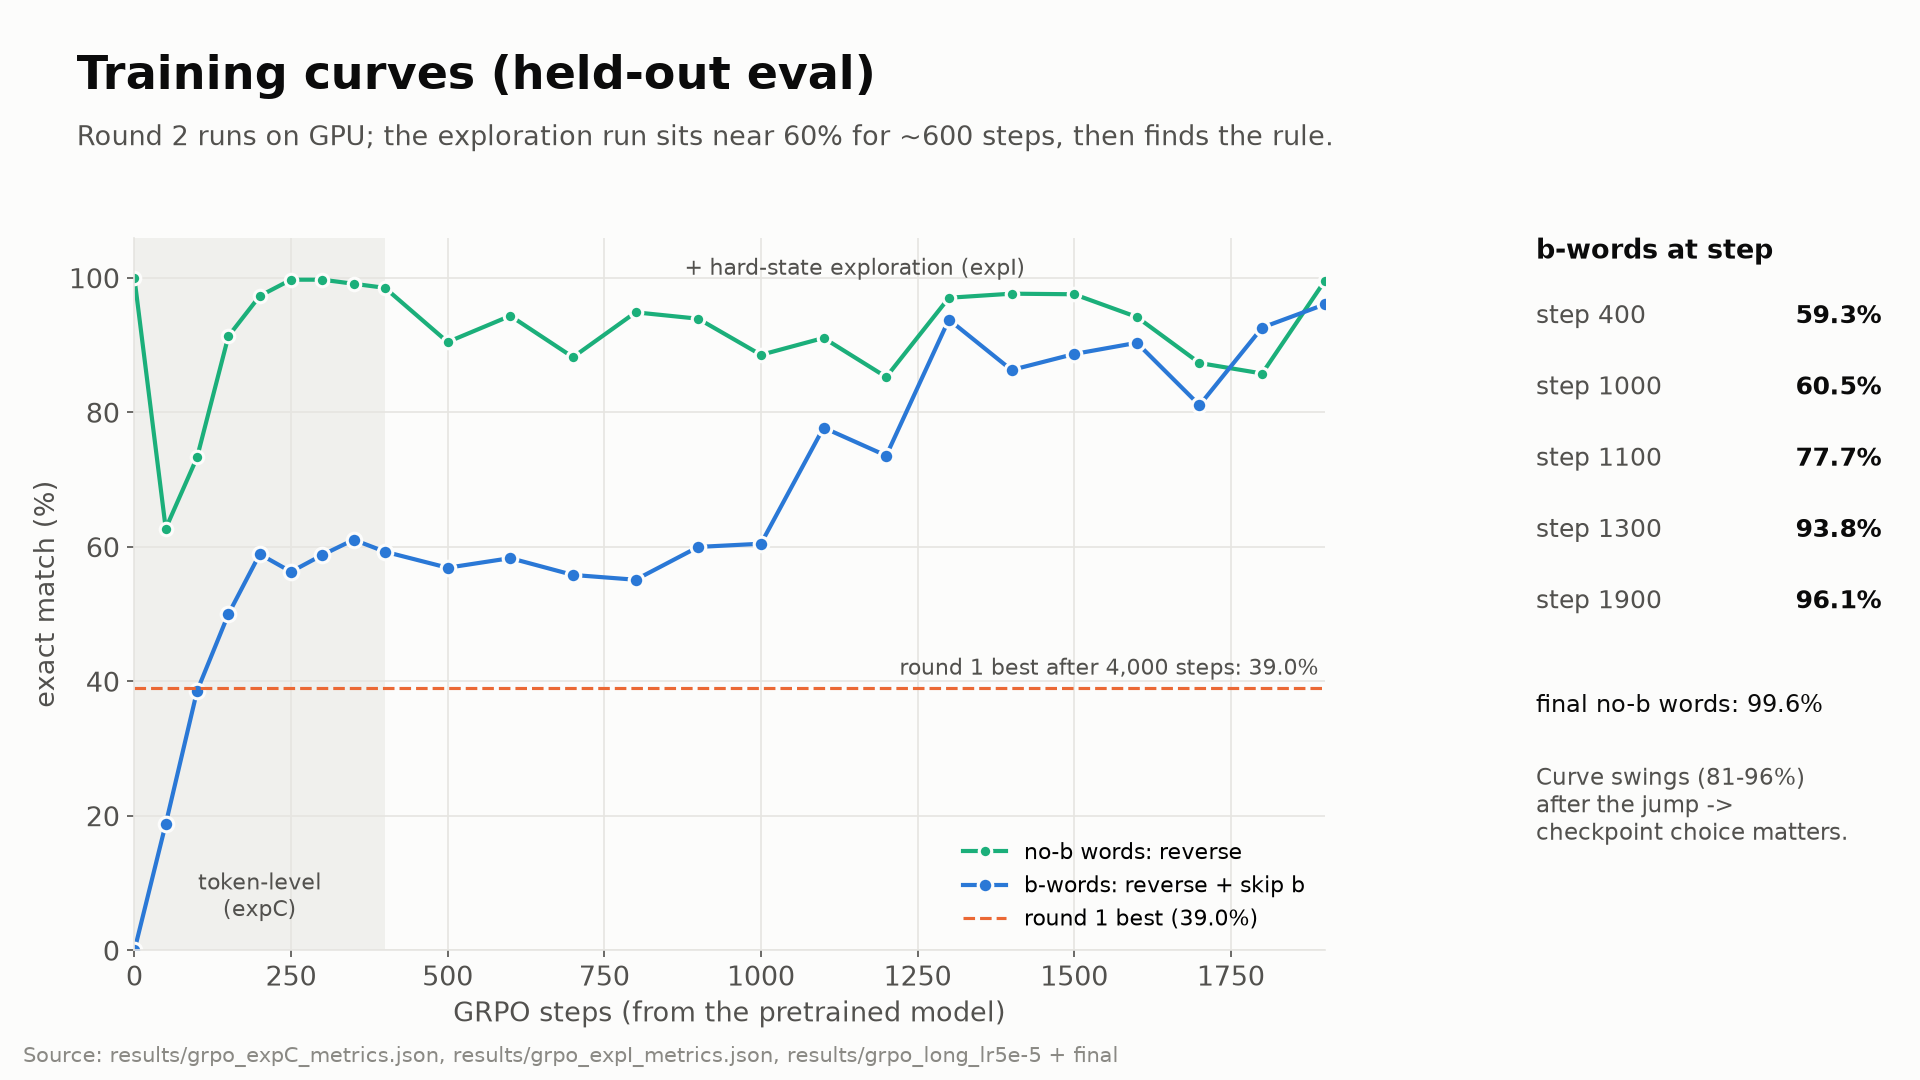 Training curves (held-out eval)
Round 2 runs on GPU; the exploration run sits near 60% for ~600 steps, then finds the rule.
+ hard-state exploration (expI)
round 1 best after 4,000 steps: 39.0%
token-level
(expC)
no-b words: reverse
b-words: reverse + skip b
round 1 best (39.0%)
100
80
60
40
20
0
exact match (%)
0 250 500 750 1000 1250 1500 1750
GRPO steps (from the pretrained model)
b-words at step
step 400 59.3%
step 1000 60.5%
step 1100 77.7%
step 1300 93.8%
step 1900 96.1%
final no-b words: 99.6%
Curve swings (81-96%)
after the jump ->
checkpoint choice matters.
Source: results/grpo_expC_metrics.json, results/grpo_expI_metrics.json, results/grpo_long_lr5e-5 + final